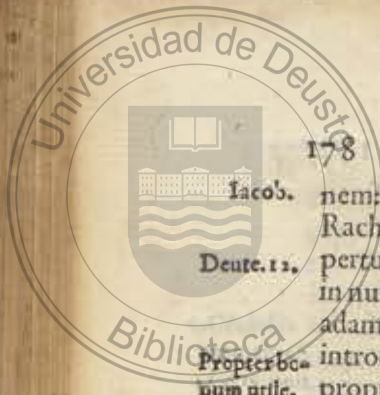 Universidad de Deusto
Biblioteca
178
Iacob. nem:
Rach
Deute. 12. pertu
in nu
adam
Propter bo- intro
num utile. prop